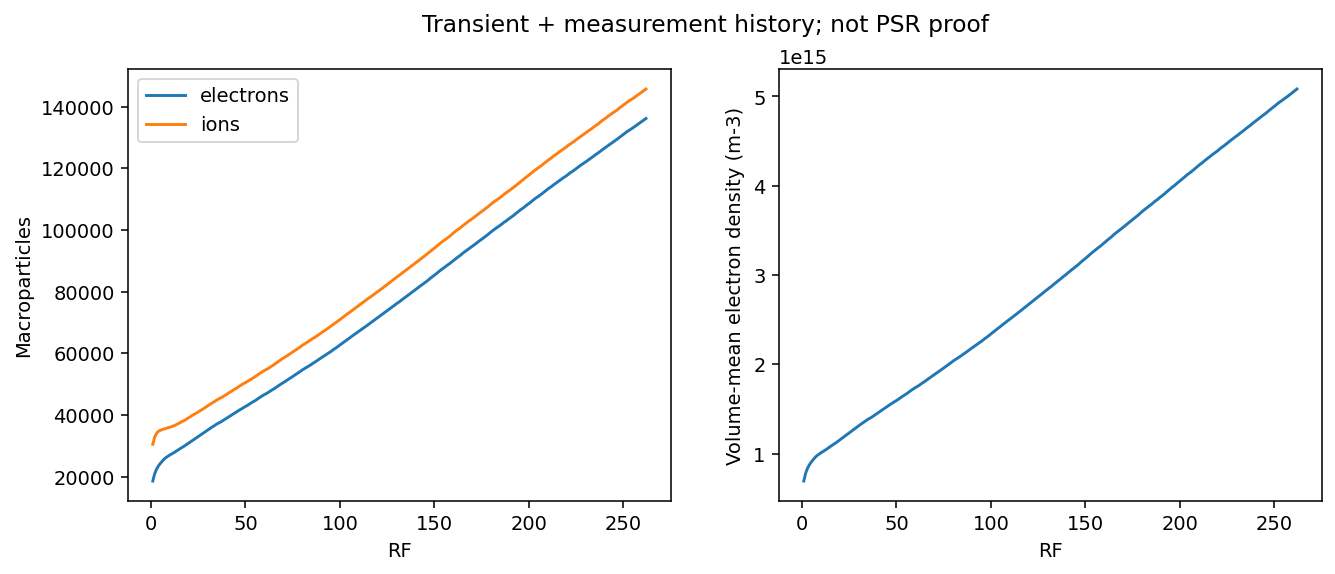 Transient + measurement history; not PSR proof
electrons
ions
Macroparticles
140000
120000
100000
80000
60000
40000
20000
0 50 100 150 200 250
RF
1e15
Volume-mean electron density (m-3)
5
4
3
2
1
0 50 100 150 200 250
RF